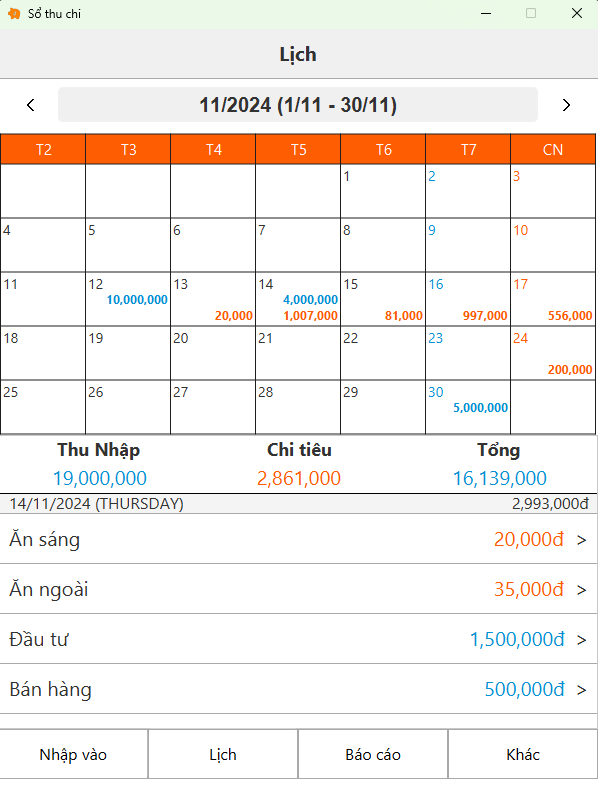 Sổ thu chi
Lịch
11/2024 (1/11 - 30/11)
T2 T3 T4 T5 T6 T7 CN
1 2 3
4 5 6 7 8 9 10
11 12 13 14 15 16 17
10,000,000 4,000,000
20,000 1,007,000 81,000 997,000 556,000
18 19 20 21 22 23 24
200,000
25 26 27 28 29 30
5,000,000
Thu Nhập Chi tiêu Tổng
19,000,000 2,861,000 16,139,000
14/11/2024 (THURSDAY) 2,993,000đ
Ăn sáng 20,000đ >
Ăn ngoài 35,000đ >
Đầu tư 1,500,000đ >
Bán hàng 500,000đ >
Nhập vào Lịch Báo cáo Khác